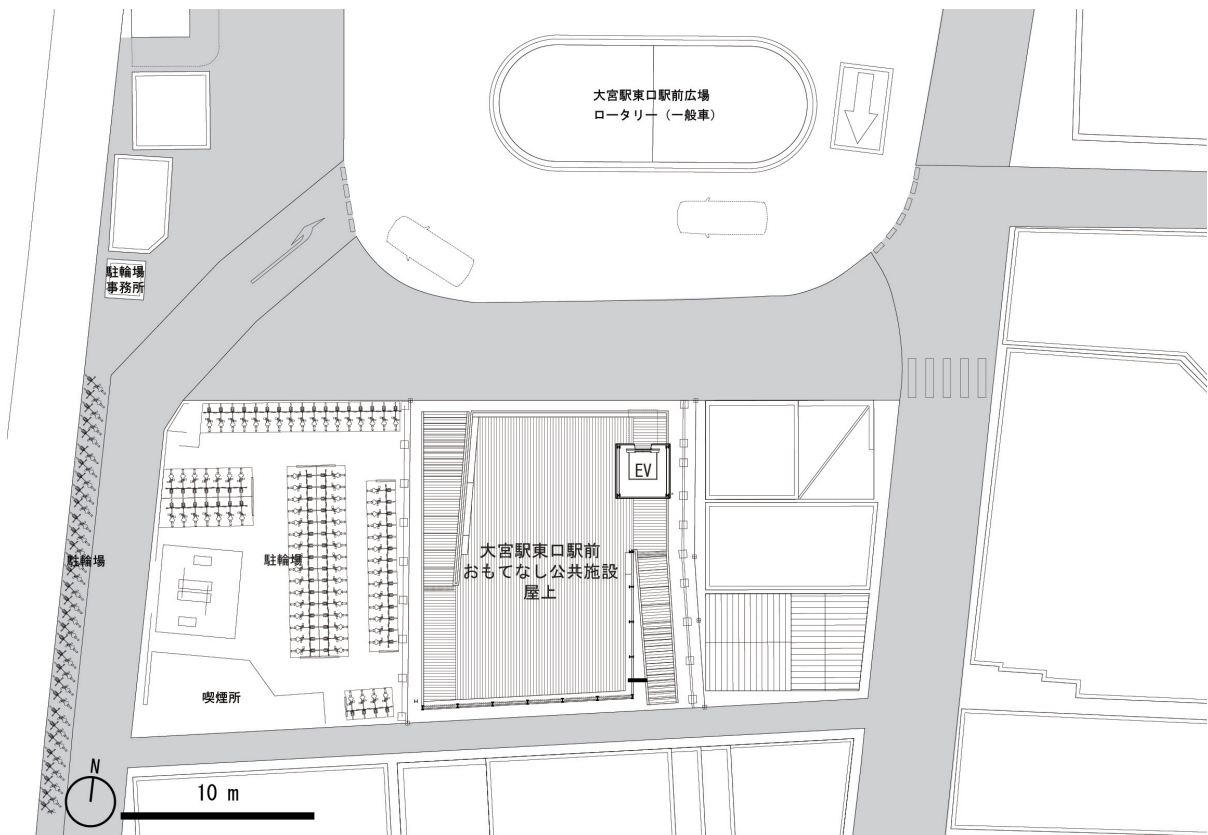 大宮駅東口駅前広場
ロータリー（一般車）
駐輪場
事務所
EV
大宮駅東口駅前
おもてなし公共施設
屋上
駐輪場
駐輪場
喫煙所
N
10 m